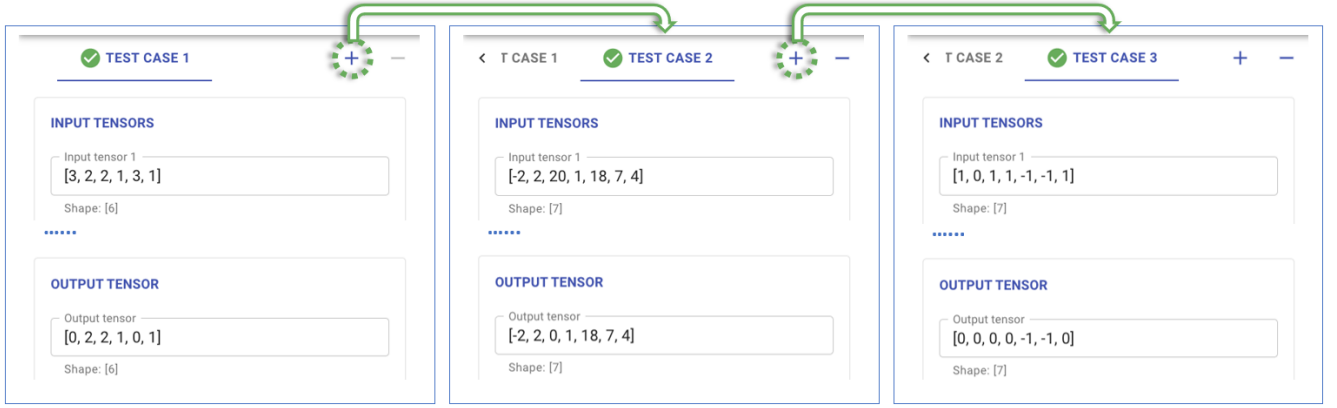 TEST CASE 1
+ −
INPUT TENSORS
Input tensor 1
[3, 2, 2, 1, 3, 1]
Shape: [6]
OUTPUT TENSOR
Output tensor
[0, 2, 2, 1, 0, 1]
Shape: [6]
< T CASE 1 TEST CASE 2
+ −
INPUT TENSORS
Input tensor 1
[-2, 2, 20, 1, 18, 7, 4]
Shape: [7]
OUTPUT TENSOR
Output tensor
[-2, 2, 0, 1, 18, 7, 4]
Shape: [7]
< T CASE 2 TEST CASE 3
+ −
INPUT TENSORS
Input tensor 1
[1, 0, 1, 1, -1, -1, 1]
Shape: [7]
OUTPUT TENSOR
Output tensor
[0, 0, 0, 0, -1, -1, 0]
Shape: [7]